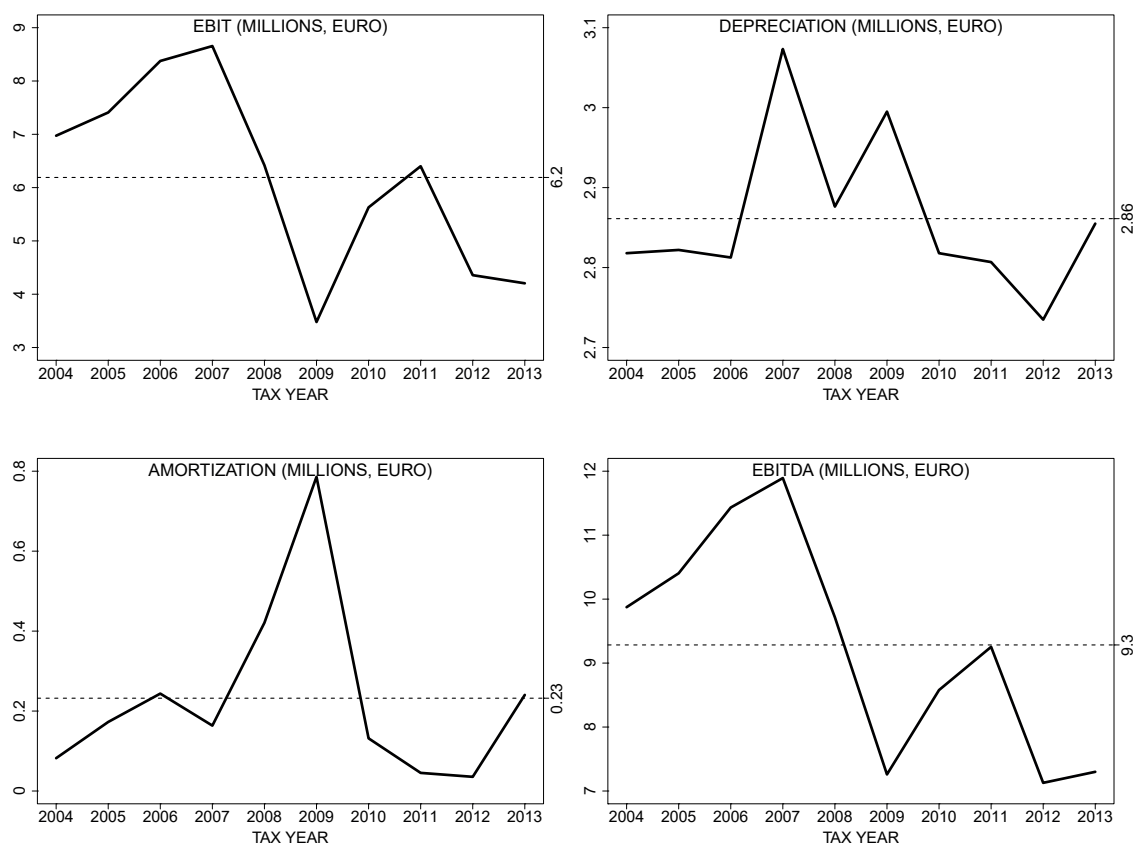 EBIT (MILLIONS, EURO)
9
8
7
6
5
4
3
6.2
2004 2005 2006 2007 2008 2009 2010 2011 2012 2013
TAX YEAR
DEPRECIATION (MILLIONS, EURO)
3.1
3
2.9
2.8
2.7
2.86
2004 2005 2006 2007 2008 2009 2010 2011 2012 2013
TAX YEAR
AMORTIZATION (MILLIONS, EURO)
0.8
0.6
0.4
0.2
0
0.23
2004 2005 2006 2007 2008 2009 2010 2011 2012 2013
TAX YEAR
EBITDA (MILLIONS, EURO)
12
11
10
9
8
7
9.3
2004 2005 2006 2007 2008 2009 2010 2011 2012 2013
TAX YEAR